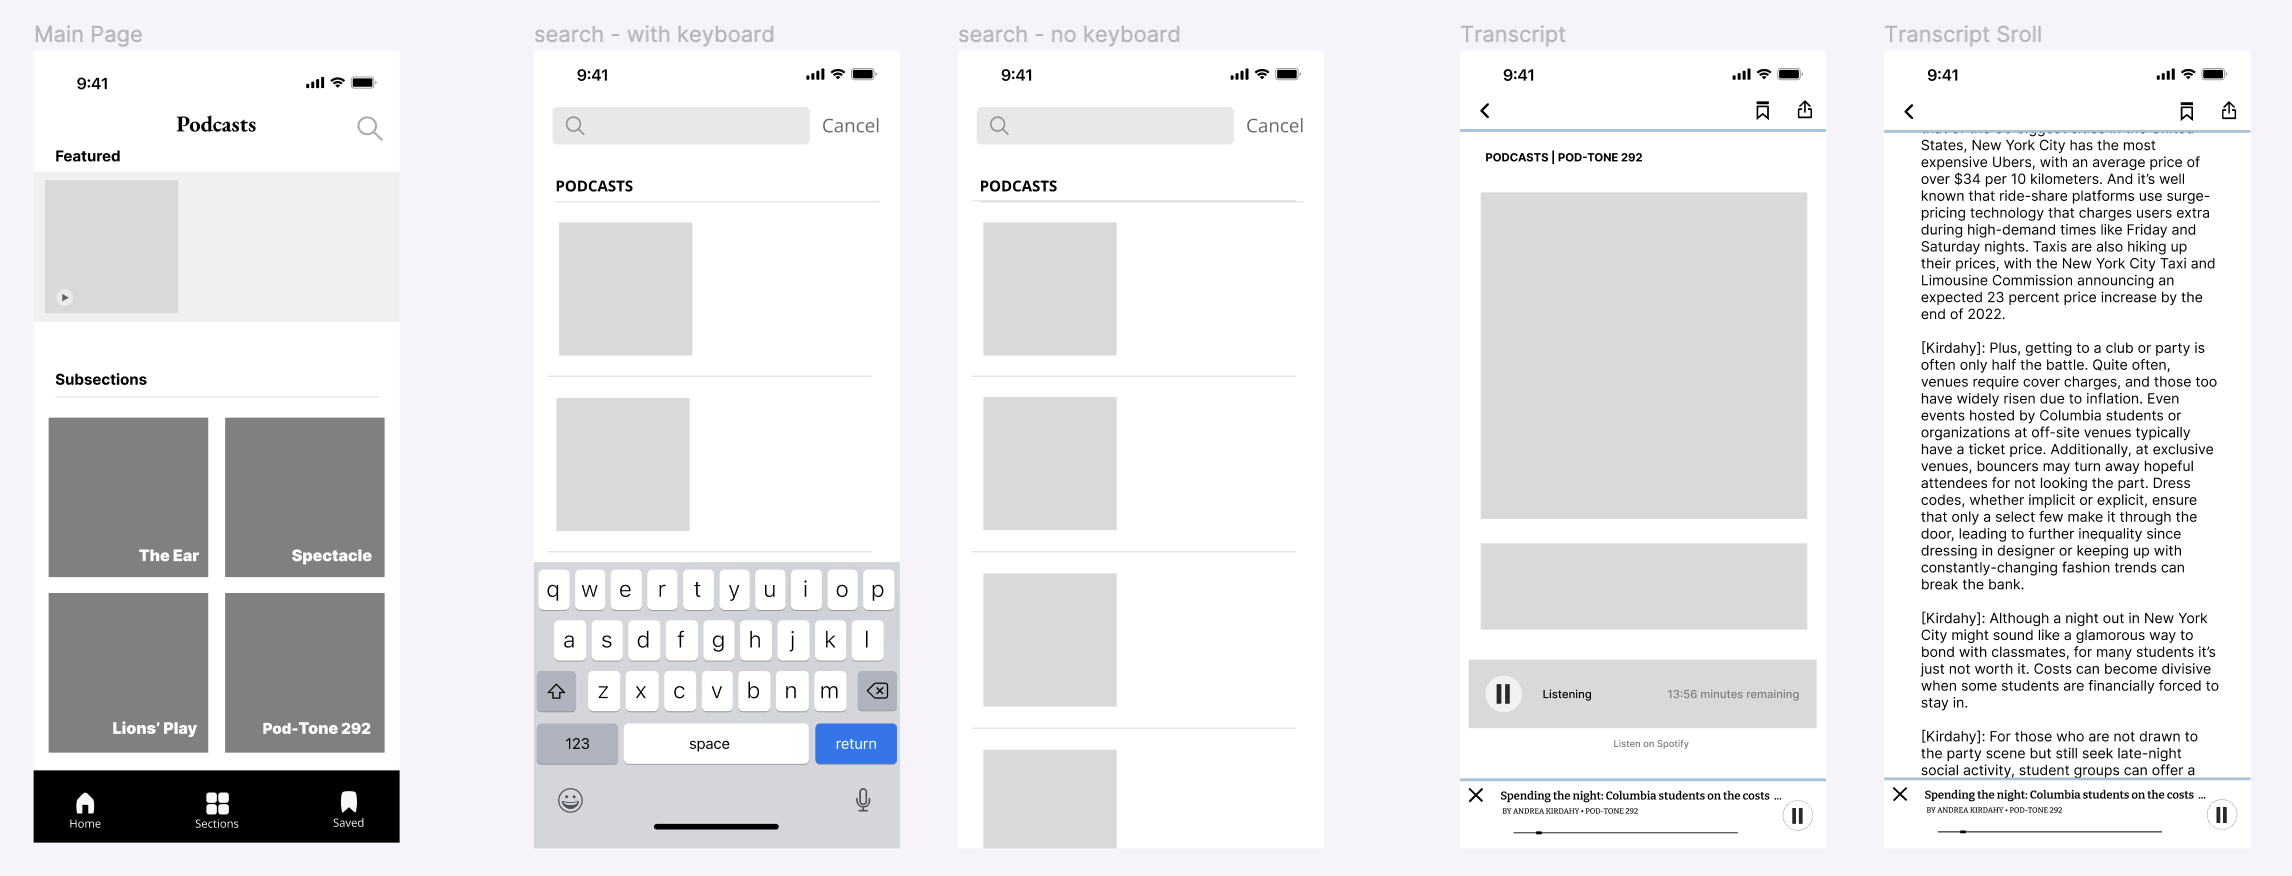 Main Page
9:41
Podcasts
Featured
Subsections
The Ear
Spectacle
Lions' Play
Pod-Tone 292
Home
Sections
Saved
search - with keyboard
9:41
Cancel
PODCASTS
q w e r t y u i o p
a s d f g h j k l
z x c v b n m
123
space
return
search - no keyboard
9:41
Cancel
PODCASTS
Transcript
9:41
PODCASTS | POD-TONE 292
Listening
13:56 minutes remaining
Listen on Spotify
Spending the night: Columbia students on the costs ...
BY ANDREA KIRDAHY • POD-TONE 292
Transcript Sroll
9:41
that of the 30 biggest cities in the United
States, New York City has the most
expensive Ubers, with an average price of
over $34 per 10 kilometers. And it's well
known that ride-share platforms use surge-
pricing technology that charges users extra
during high-demand times like Friday and
Saturday nights. Taxis are also hiking up
their prices, with the New York City Taxi and
Limousine Commission announcing an
expected 23 percent price increase by the
end of 2022.
[Kirdahy]: Plus, getting to a club or party is
often only half the battle. Quite often,
venues require cover charges, and those too
have widely risen due to inflation. Even
events hosted by Columbia students or
organizations at off-site venues typically
have a ticket price. Additionally, at exclusive
venues, bouncers may turn away hopeful
attendees for not looking the part. Dress
codes, whether implicit or explicit, ensure
that only a select few make it through the
door, leading to further inequality since
dressing in designer or keeping up with
constantly-changing fashion trends can
break the bank.
[Kirdahy]: Although a night out in New York
City might sound like a glamorous way to
bond with classmates, for many students it's
just not worth it. Costs can become divisive
when some students are financially forced to
stay in.
[Kirdahy]: For those who are not drawn to
the party scene but still seek late-night
social activity, student groups can offer a
Spending the night: Columbia students on the costs ...
BY ANDREA KIRDAHY • POD-TONE 292